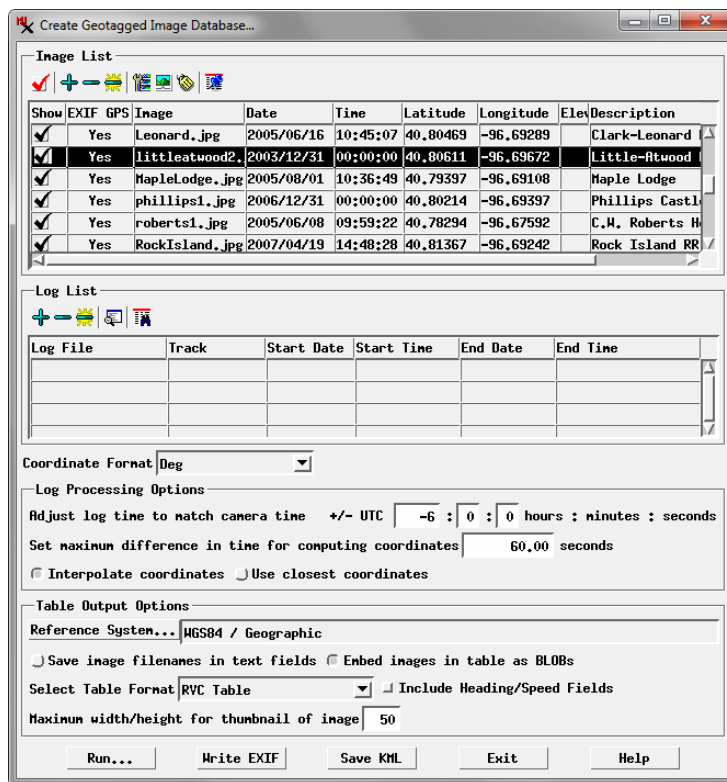 Create Geotagged Image Database...
Image List
Show EXIF GPS Image Date Time Latitude Longitude Elev Description
Yes Leonard.jpg 2005/06/16 10:45:07 40.80469 -96.69289 Clark-Leonard
Yes littleatwood2. 2003/12/31 00:00:00 40.80611 -96.69672 Little-Atwood
Yes MapleLodge.jpg 2005/08/01 10:36:49 40.79397 -96.69108 Maple Lodge
Yes phillips1.jpg 2006/12/31 00:00:00 40.80214 -96.69397 Phillips Castl
Yes roberts1.jpg 2005/06/08 09:59:22 40.78294 -96.67592 C.W. Roberts
Yes RockIsland.jpg 2007/04/19 14:48:28 40.81367 -96.69242 Rock Island RR
Log List
Log File Track Start Date Start Time End Date End Time
Coordinate Format Deg
Log Processing Options
Adjust log time to match camera time +/- UTC -6 : 0 : 0 hours : minutes : seconds
Set maximum difference in time for computing coordinates 60.00 seconds
Interpolate coordinates Use closest coordinates
Table Output Options
Reference System... WGS84 / Geographic
Save image filenames in text fields Embed images in table as BLOBs
Select Table Format RVC Table Include Heading/Speed Fields
Maximum width/height for thumbnail of image 50
Run... Write EXIF Save KML Exit Help